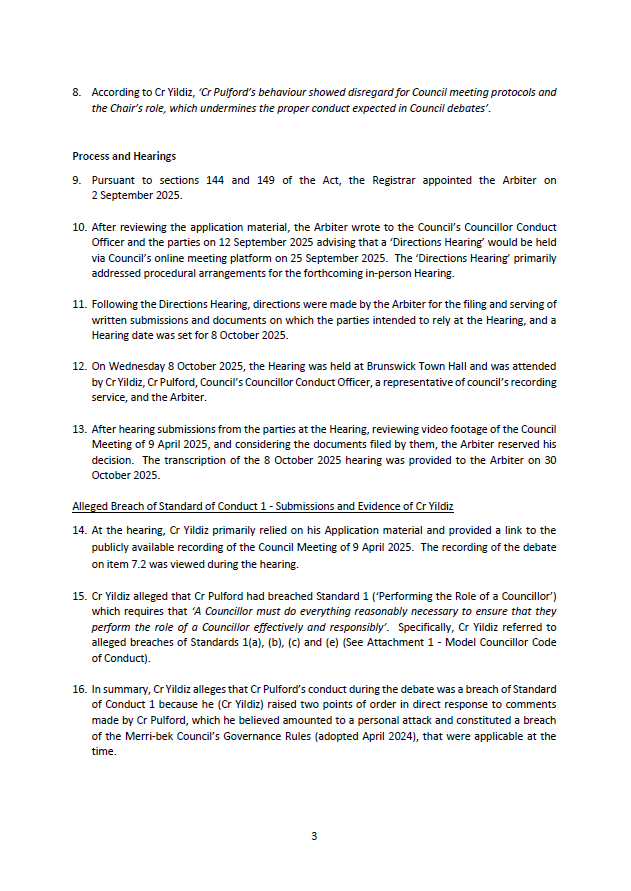 8. According to Cr Yildiz, ‘Cr Pulford’s behaviour showed disregard for Council meeting protocols and
the Chair’s role, which undermines the proper conduct expected in Council debates’.
Process and Hearings
9. Pursuant to sections 144 and 149 of the Act, the Registrar appointed the Arbiter on
2 September 2025.
10. After reviewing the application material, the Arbiter wrote to the Council’s Councillor Conduct
Officer and the parties on 12 September 2025 advising that a ‘Directions Hearing’ would be held
via Council’s online meeting platform on 25 September 2025. The ‘Directions Hearing’ primarily
addressed procedural arrangements for the forthcoming in-person Hearing.
11. Following the Directions Hearing, directions were made by the Arbiter for the filing and serving of
written submissions and documents on which the parties intended to rely at the Hearing, and a
Hearing date was set for 8 October 2025.
12. On Wednesday 8 October 2025, the Hearing was held at Brunswick Town Hall and was attended
by Cr Yildiz, Cr Pulford, Council’s Councillor Conduct Officer, a representative of council’s recording
service, and the Arbiter.
13. After hearing submissions from the parties at the Hearing, reviewing video footage of the Council
Meeting of 9 April 2025, and considering the documents filed by them, the Arbiter reserved his
decision. The transcription of the 8 October 2025 hearing was provided to the Arbiter on 30
October 2025.
Alleged Breach of Standard of Conduct 1 - Submissions and Evidence of Cr Yildiz
14. At the hearing, Cr Yildiz primarily relied on his Application material and provided a link to the
publicly available recording of the Council Meeting of 9 April 2025. The recording of the debate
on item 7.2 was viewed during the hearing.
15. Cr Yildiz alleged that Cr Pulford had breached Standard 1 (‘Performing the Role of a Councillor’)
which requires that ‘A Councillor must do everything reasonably necessary to ensure that they
perform the role of a Councillor effectively and responsibly’. Specifically, Cr Yildiz referred to
alleged breaches of Standards 1(a), (b), (c) and (e) (See Attachment 1 - Model Councillor Code
of Conduct).
16. In summary, Cr Yildiz alleges that Cr Pulford’s conduct during the debate was a breach of Standard
of Conduct 1 because he (Cr Yildiz) raised two points of order in direct response to comments
made by Cr Pulford, which he believed amounted to a personal attack and constituted a breach
of the Merri-bek Council’s Governance Rules (adopted April 2024), that were applicable at the
time.
3